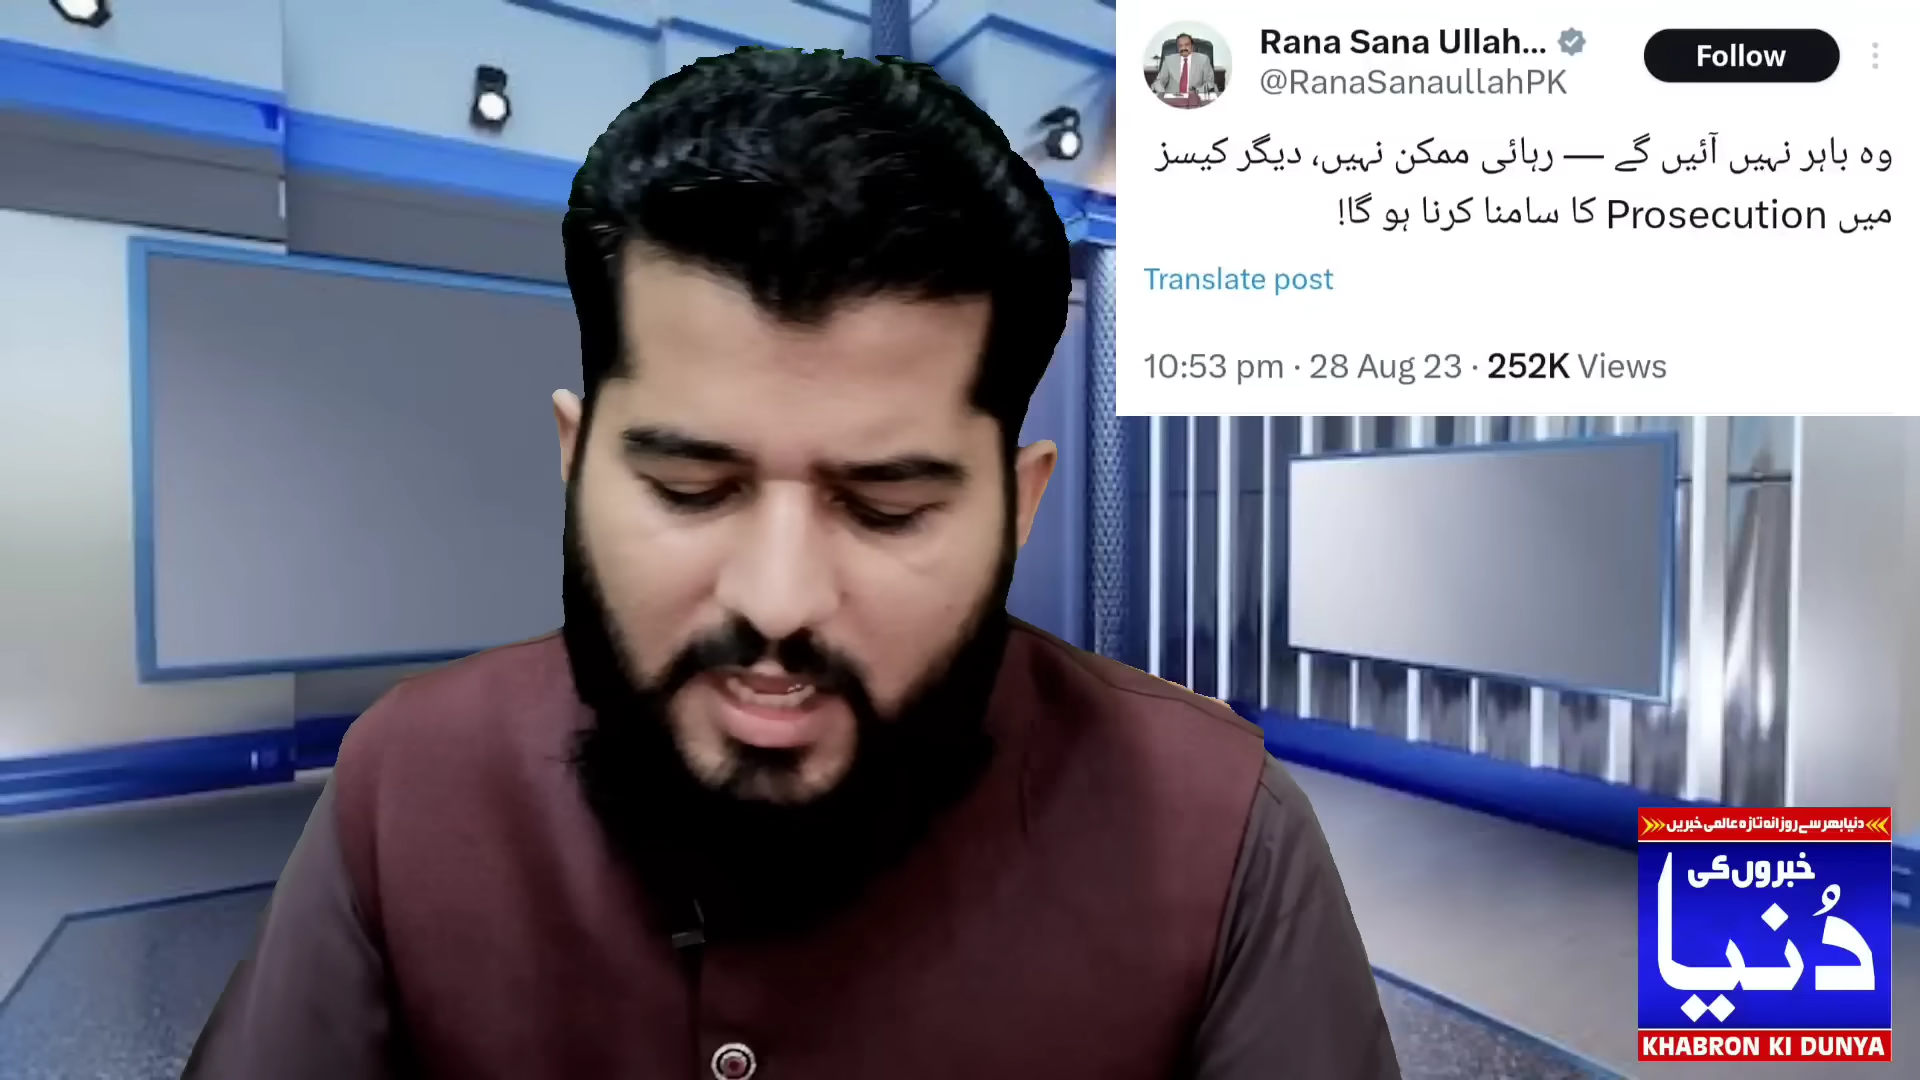 Rana Sana Ullah...
@RanaSanaullahPK
Follow
وہ باہر نہیں آئیں گے — رہائی ممکن نہیں، دیگر کیسز
میں Prosecution کا سامنا کرنا ہو گا!
Translate post
10:53 pm · 28 Aug 23 · 252K Views
دنیا بھر سے روزانہ تازہ عالمی خبریں
خبروں کی
دُنیا
KHABRON KI DUNYA